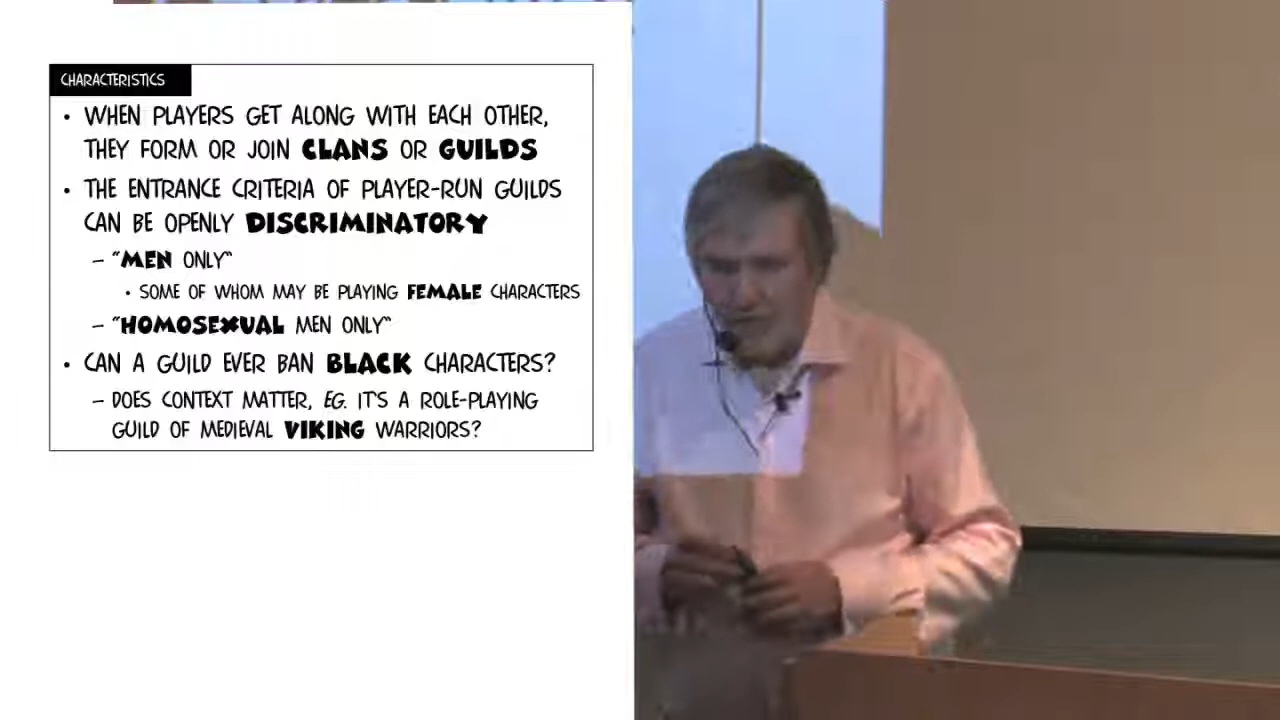 CHARACTERISTICS
• WHEN PLAYERS GET ALONG WITH EACH OTHER,
THEY FORM OR JOIN CLANS OR GUILDS
• THE ENTRANCE CRITERIA OF PLAYER-RUN GUILDS
CAN BE OPENLY DISCRIMINATORY
– "MEN ONLY"
• SOME OF WHOM MAY BE PLAYING FEMALE CHARACTERS
– "HOMOSEXUAL MEN ONLY"
• CAN A GUILD EVER BAN BLACK CHARACTERS?
– DOES CONTEXT MATTER, EG. IT'S A ROLE-PLAYING
GUILD OF MEDIEVAL VIKING WARRIORS?